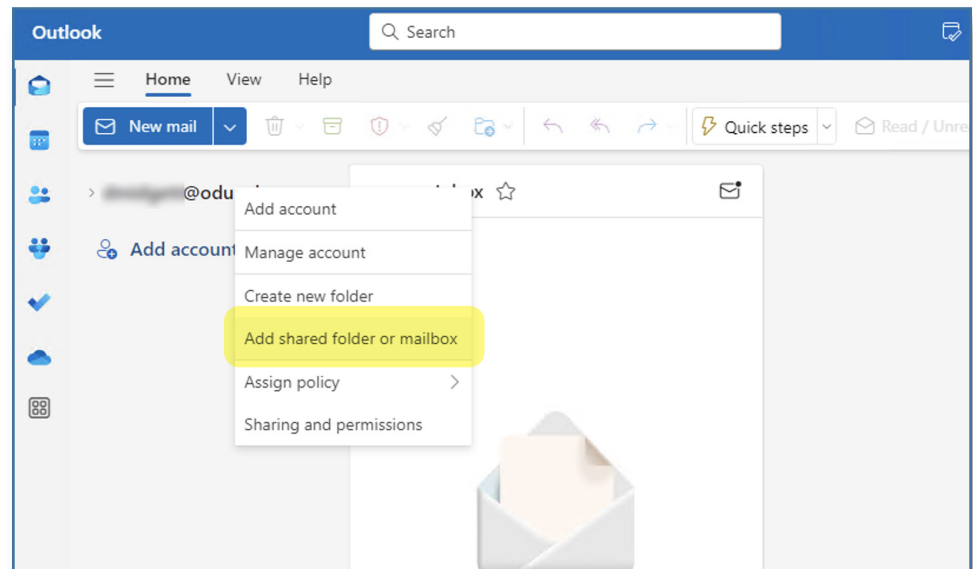 Outlook
Search
Home View Help
New mail
Quick steps
Read / Unre
@odu
Add account
Add account
Manage account
Create new folder
Add shared folder or mailbox
Assign policy
Sharing and permissions